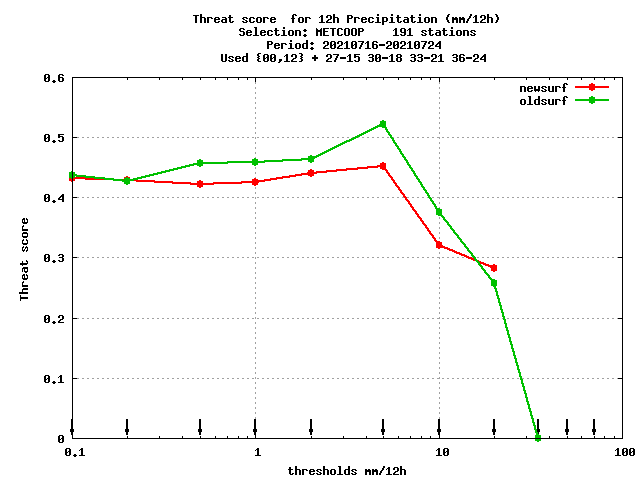 Threat score  for 12h Precipitation (mm/12h)
Selection: METCOOP    191 stations
Period: 20210716-20210724
Used {00,12} + 27-15 30-18 33-21 36-24
newsurf
oldsurf
0.6
0.5
0.4
0.3
0.2
0.1
0
Threat score
0.1
1
10
100
thresholds mm/12h